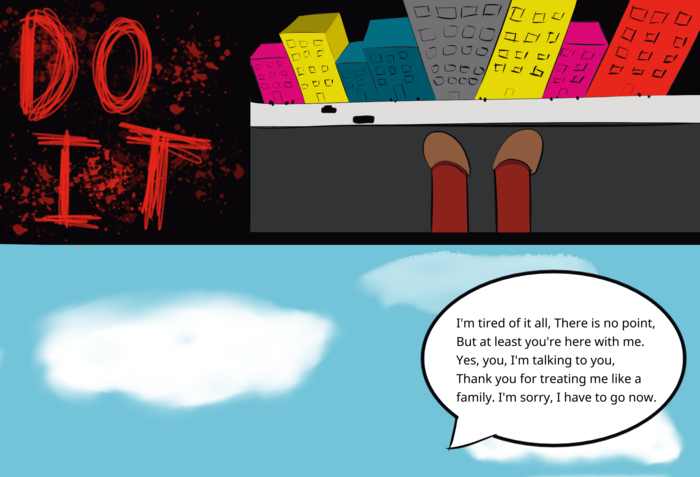 DO
IT
I'm tired of it all, There is no point,
But at least you're here with me.
Yes, you, I'm talking to you,
Thank you for treating me like a
family. I'm sorry, I have to go now.